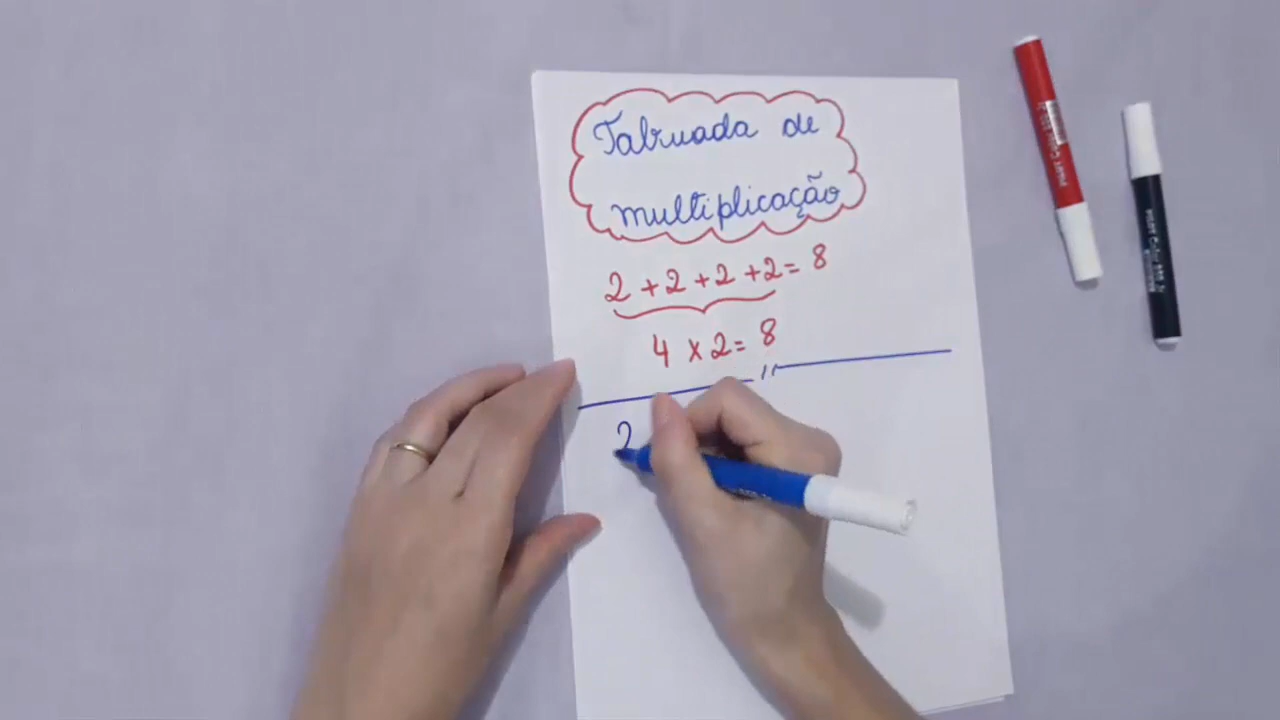 Tabuada de
multiplicação
2 + 2 + 2 + 2 = 8
4 x 2 = 8
2